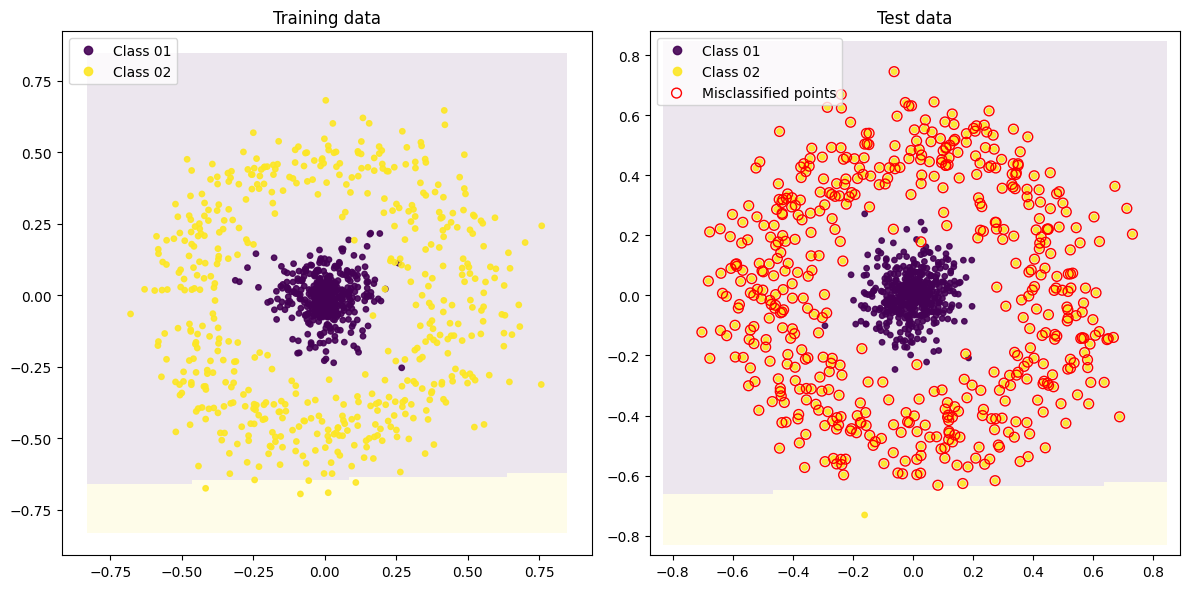 Training data
Class 01
Class 02
0.75
0.50
0.25
0.00
−0.25
−0.50
−0.75
−0.75 −0.50 −0.25 0.00 0.25 0.50 0.75
Test data
Class 01
Class 02
Misclassified points
0.8
0.6
0.4
0.2
0.0
−0.2
−0.4
−0.6
−0.8
−0.8 −0.6 −0.4 −0.2 0.0 0.2 0.4 0.6 0.8